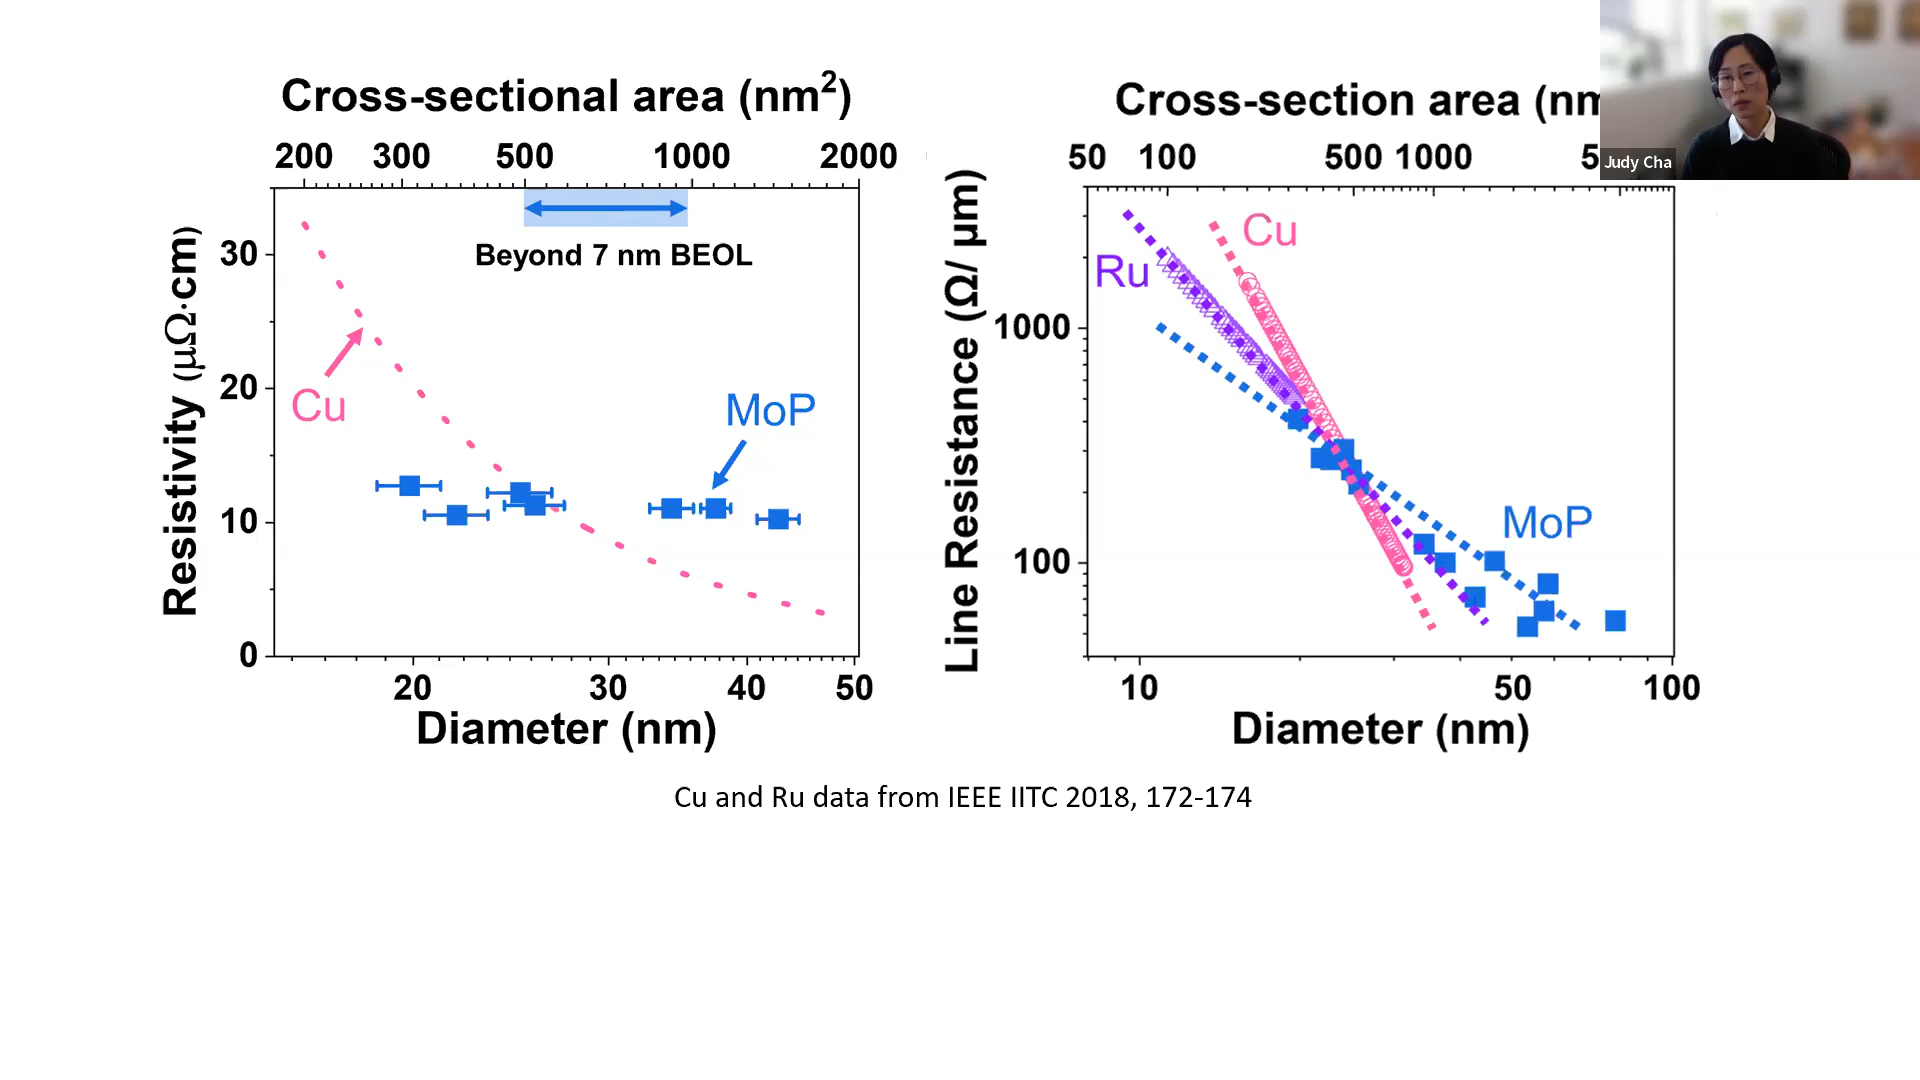 Cross-sectional area (nm²)
200 300 500 1000 2000
Resistivity (μΩ·cm)
30
20
10
0
Beyond 7 nm BEOL
Cu
MoP
20 30 40 50
Diameter (nm)
Cross-section area (nm
50 100 500 1000 5
Line Resistance (Ω/ μm)
1000
100
Cu
Ru
MoP
10 50 100
Diameter (nm)
Judy Cha
Cu and Ru data from IEEE IITC 2018, 172-174